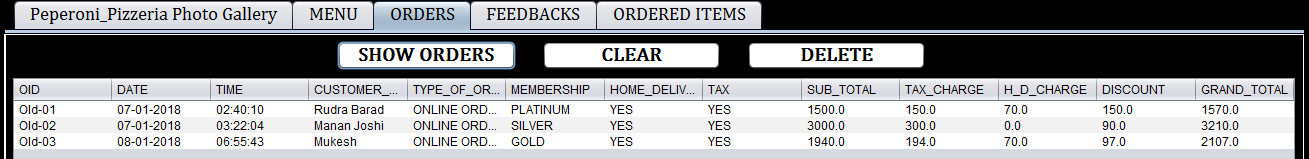 Peperoni_Pizzeria Photo Gallery MENU ORDERS FEEDBACKS ORDERED ITEMS
SHOW ORDERS CLEAR DELETE
OID DATE TIME CUSTOMER_... TYPE_OF_OR... MEMBERSHIP HOME_DELIV... TAX SUB_TOTAL TAX_CHARGE H_D_CHARGE DISCOUNT GRAND_TOTAL
OId-01 07-01-2018 02:40:10 Rudra Barad ONLINE ORD... PLATINUM YES YES 1500.0 150.0 70.0 150.0 1570.0
OId-02 07-01-2018 03:22:04 Manan Joshi ONLINE ORD... SILVER YES YES 3000.0 300.0 0.0 90.0 3210.0
OId-03 08-01-2018 06:55:43 Mukesh ONLINE ORD... GOLD YES YES 1940.0 194.0 70.0 97.0 2107.0